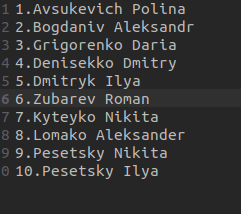 1 1.Avsukevich Polina
2 2.Bogdaniv Aleksandr
3 3.Grigorenko Daria
4 4.Denisekko Dmitry
5 5.Dmitryk Ilya
6 6.Zubarev Roman
7 7.Kyteyko Nikita
8 8.Lomako Aleksander
9 9.Pesetsky Nikita
0 10.Pesetsky Ilya